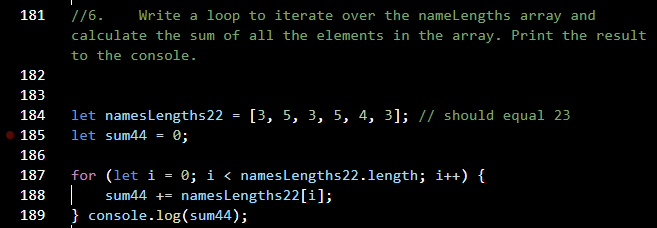 181 //6. Write a loop to iterate over the nameLengths array and
calculate the sum of all the elements in the array. Print the result
to the console.
182
183
184 let namesLengths22 = [3, 5, 3, 5, 4, 3]; // should equal 23
185 let sum44 = 0;
186
187 for (let i = 0; i < namesLengths22.length; i++) {
188 sum44 += namesLengths22[i];
189 } console.log(sum44);